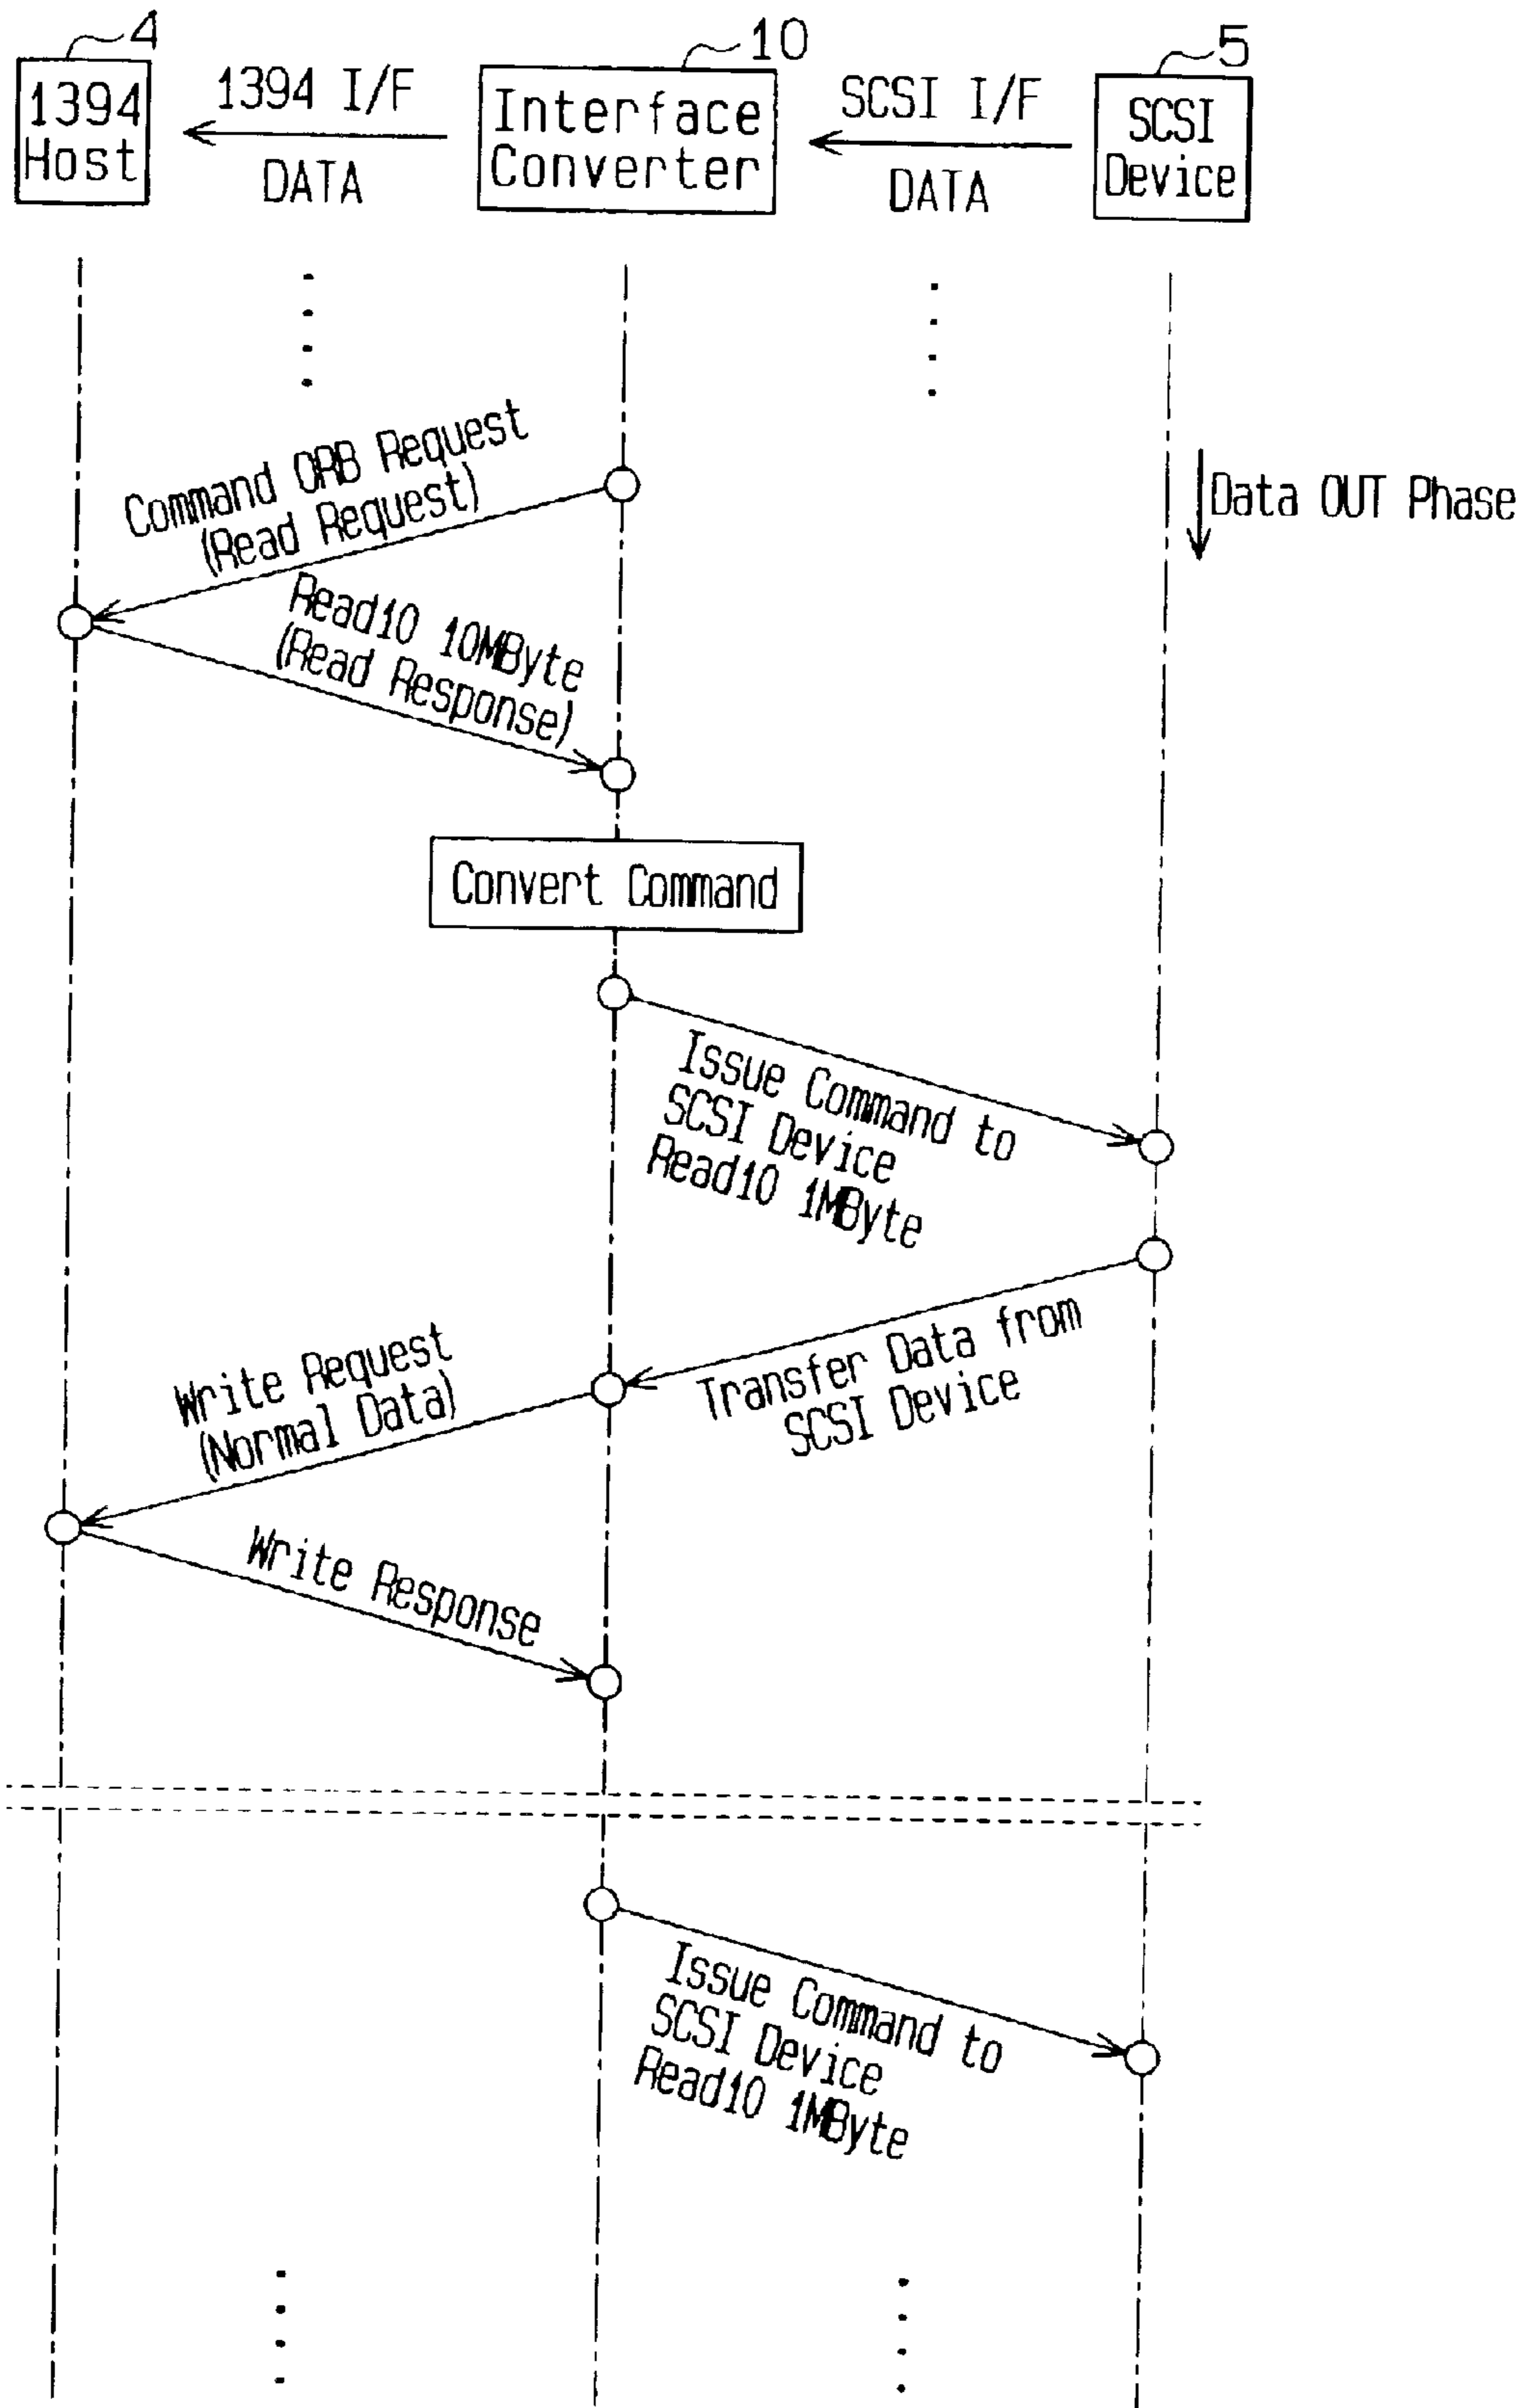 4
10
5
1394
Host
1394 I/F
DATA
Interface
Converter
SCSI I/F
DATA
SCSI
Device
Command ORB Request
(Read Request)
Data OUT Phase
Read10 10MByte
(Read Response)
Convert Command
Issue Command to
SCSI Device
Read10 1MByte
Transfer Data from
SCSI Device
Write Request
(Normal Data)
Write Response
Issue Command to
SCSI Device
Read10 1MByte